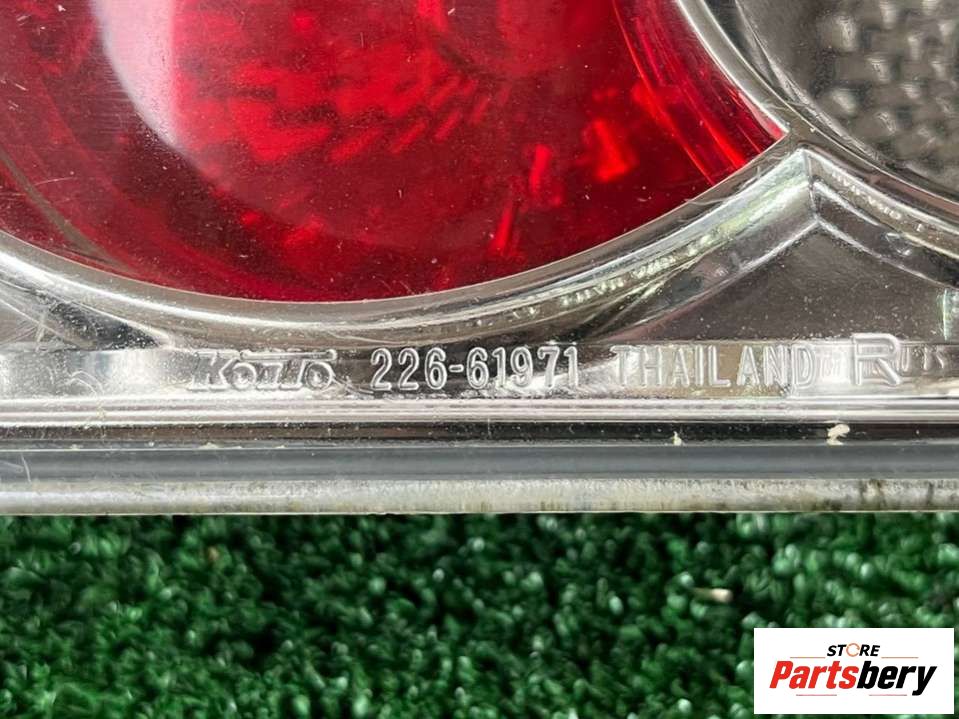 KOITO 226-61971 THAILAND R
STORE
Partsbery